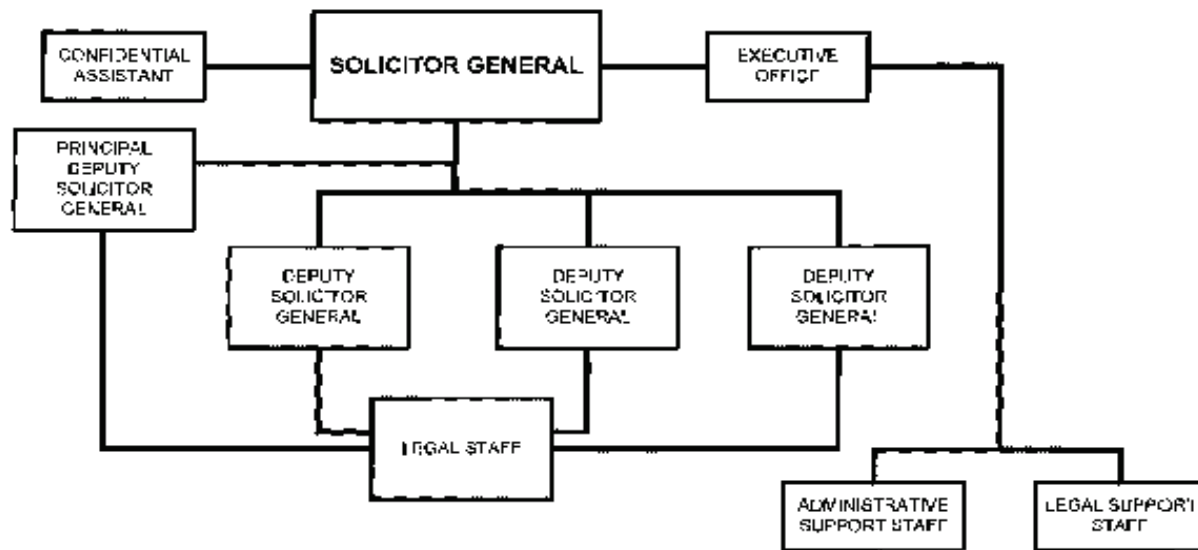 CONFIDENTIAL
ASSISTANT
SOLICITOR GENERAL
EXECUTIVE
OFFICE
PRINCIPAL
DEPUTY
SOLICITOR
GENERAL
DEPUTY
SOLICITOR
GENERAL
DEPUTY
SOLICITOR
GENERAL
DEPUTY
SOLICITOR
GENERAL
LEGAL STAFF
ADMINISTRATIVE
SUPPORT STAFF
LEGAL SUPPORT
STAFF